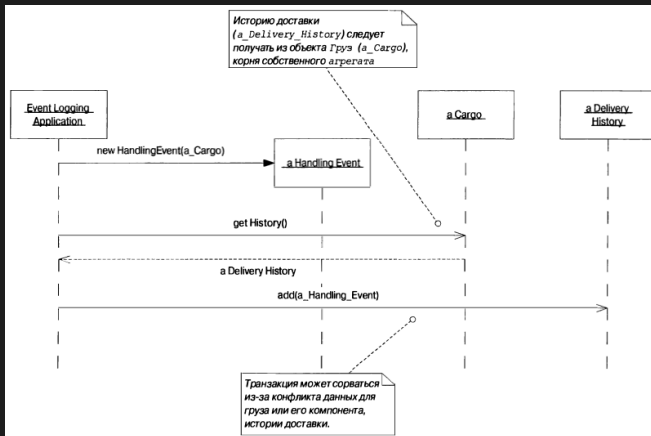 Историю доставки
(a_Delivery_History) следует
получать из объекта Груз (a_Cargo),
корня собственного агрегата
Event Logging
Application
a Cargo
a Delivery
History
new HandlingEvent(a_Cargo)
a Handling Event
get History()
a Delivery History
add(a_Handling_Event)
Транзакция может сорваться
из-за конфликта данных для
груза или его компонента,
истории доставки.